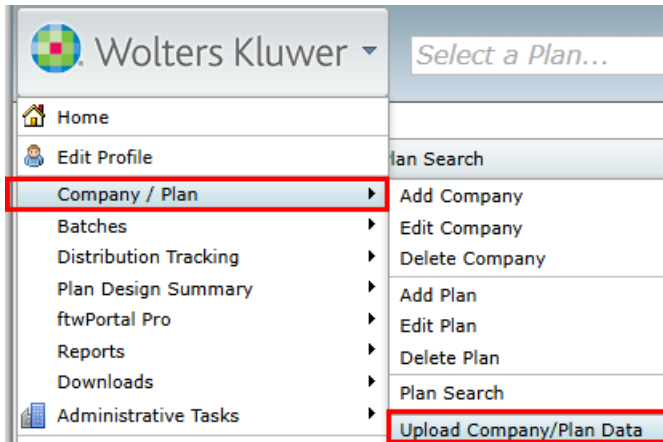 Wolters Kluwer
Select a Plan...
Home
Edit Profile
lan Search
Company / Plan
Add Company
Batches
Edit Company
Distribution Tracking
Delete Company
Plan Design Summary
Add Plan
ftwPortal Pro
Edit Plan
Reports
Delete Plan
Downloads
Plan Search
Administrative Tasks
Upload Company/Plan Data